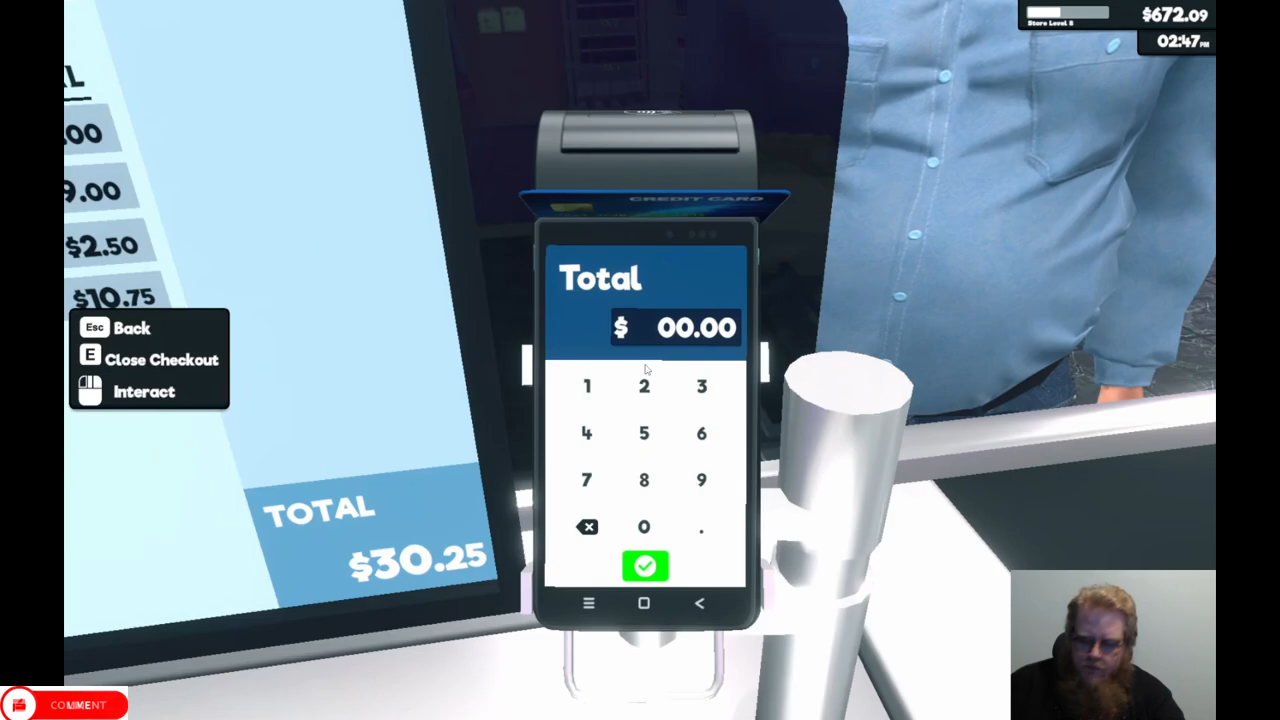 $672.09
Store Level 8
02:47PM
AL
.00
9.00
$2.50
$10.75
Esc Back
E Close Checkout
Interact
CREDIT CARD
Total
$ 00.00
1 2 3
4 5 6
7 8 9
0 .
TOTAL
$30.25
COMMENT